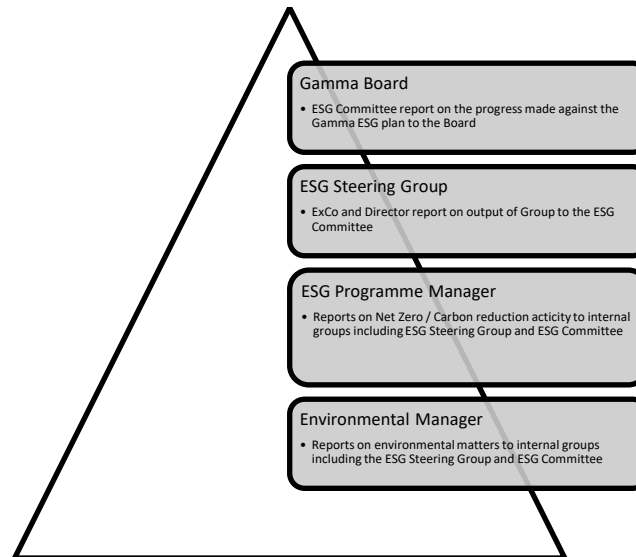 Gamma Board
• ESG Committee report on the progress made against the
Gamma ESG plan to the Board
ESG Steering Group
• ExCo and Director report on output of Group to the ESG
Committee
ESG Programme Manager
• Reports on Net Zero / Carbon reduction acticity to internal
groups including ESG Steering Group and ESG Committee
Environmental Manager
• Reports on environmental matters to internal groups
including the ESG Steering Group and ESG Committee